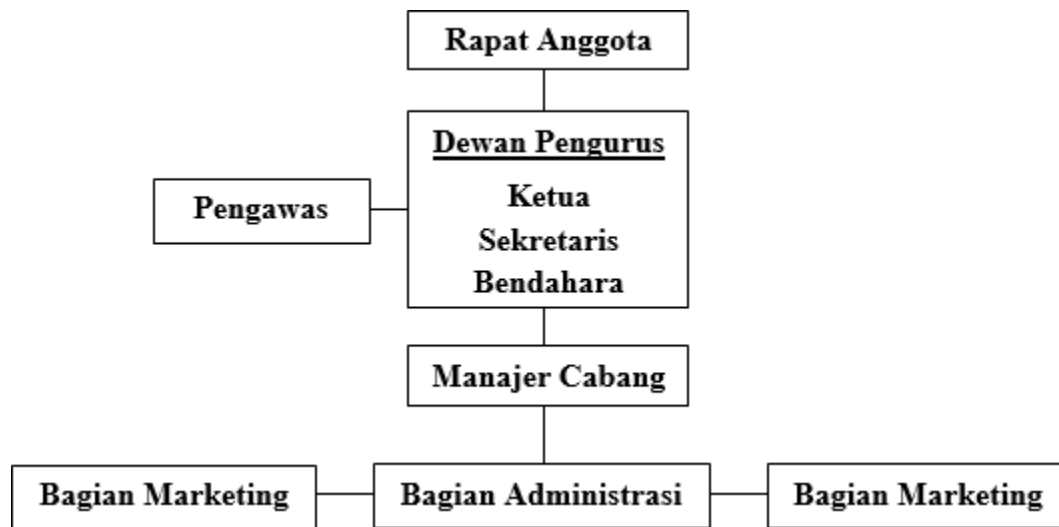 Rapat Anggota
Dewan Pengurus
Ketua
Pengawas
Sekretaris
Bendahara
Manajer Cabang
Bagian Marketing
Bagian Administrasi
Bagian Marketing